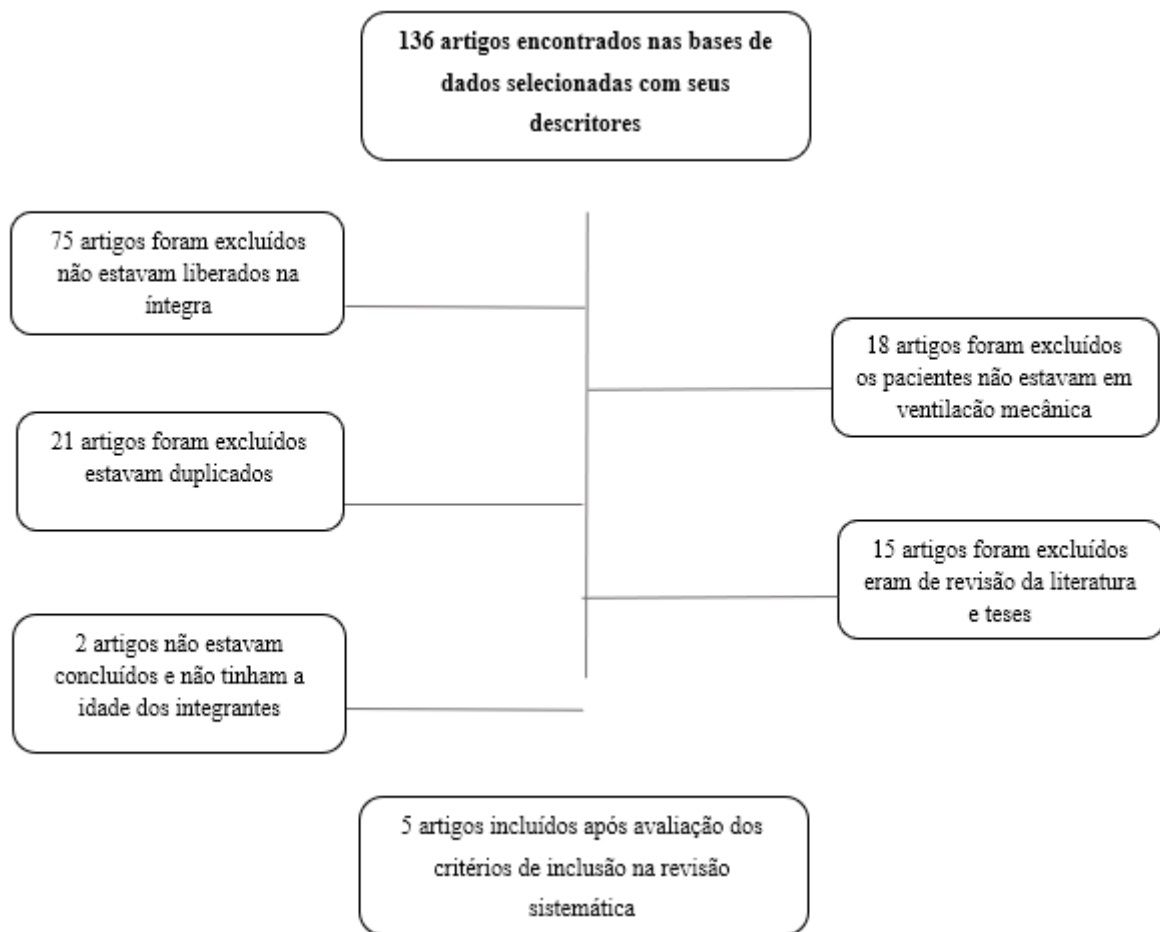 136 artigos encontrados nas bases de
dados selecionadas com seus
descritores
75 artigos foram excluídos
não estavam liberados na
íntegra
18 artigos foram excluídos
os pacientes não estavam em
ventilacão mecânica
21 artigos foram excluídos
estavam duplicados
15 artigos foram excluídos
eram de revisão da literatura
e teses
2 artigos não estavam
concluídos e não tinham a
idade dos integrantes
5 artigos incluídos após avaliação dos
critérios de inclusão na revisão
sistemática